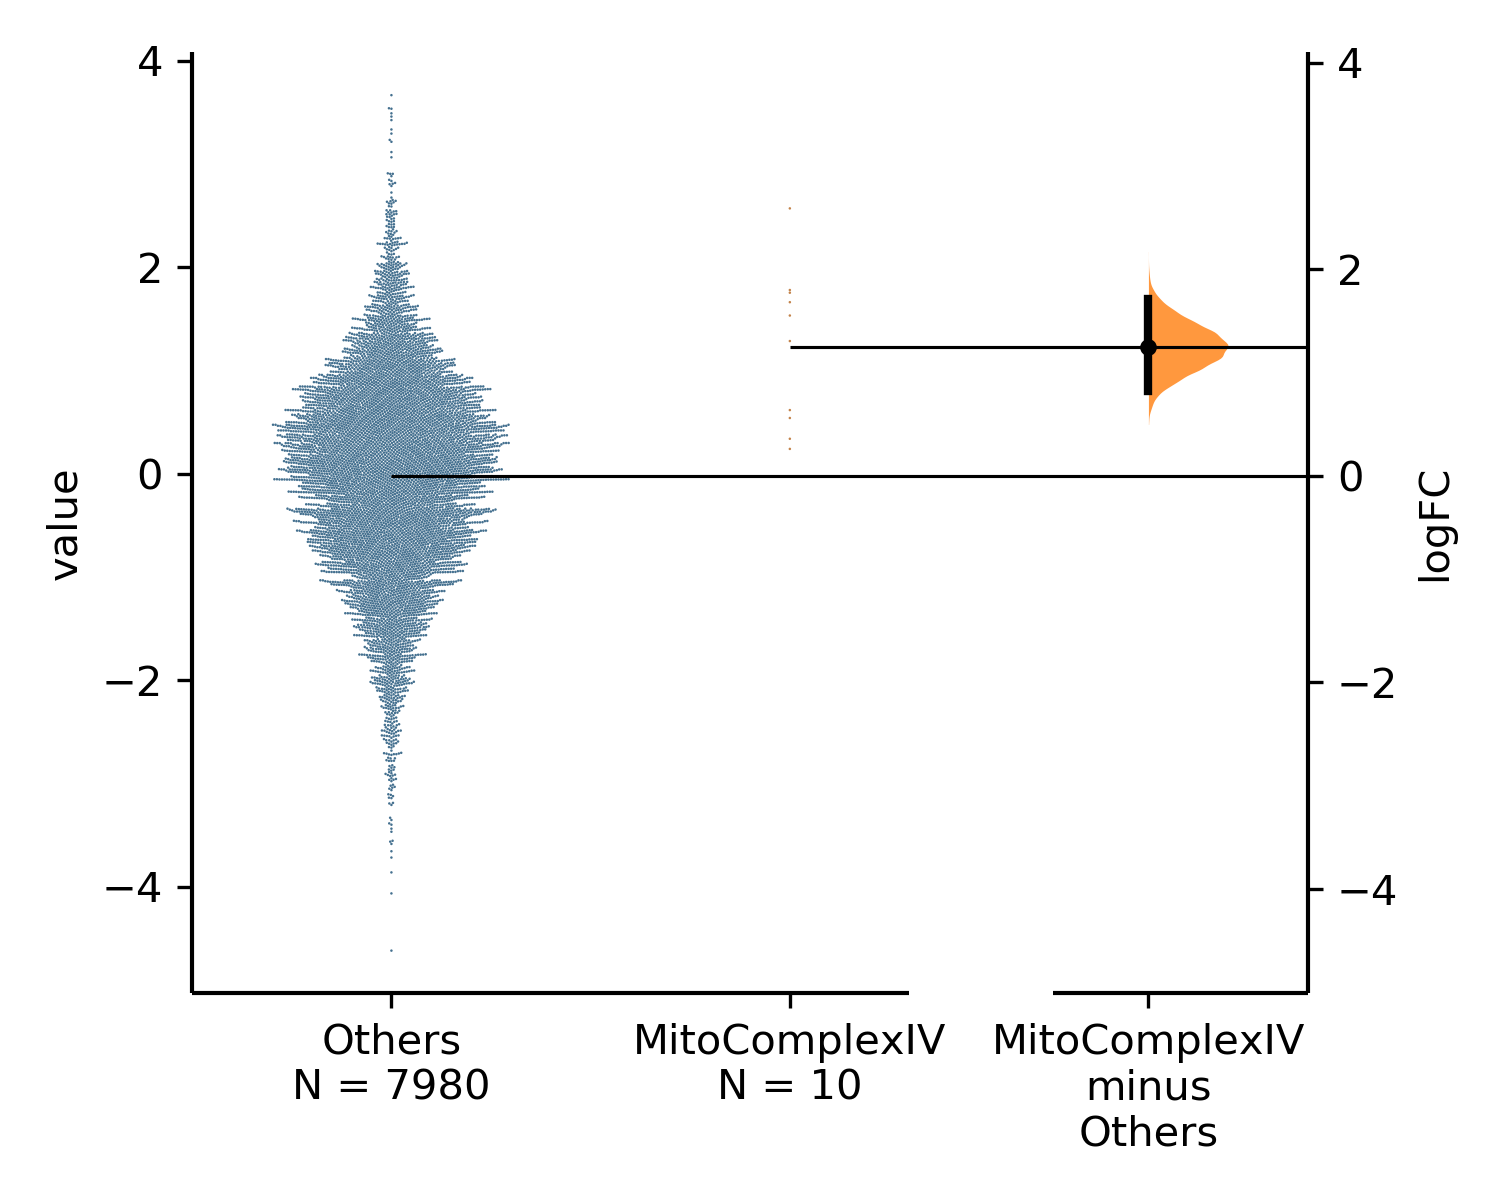 4
2
0
−2
−4
value
4
2
0
−2
−4
logFC
Others
N = 7980
MitoComplexIV
N = 10
MitoComplexIV
minus
Others